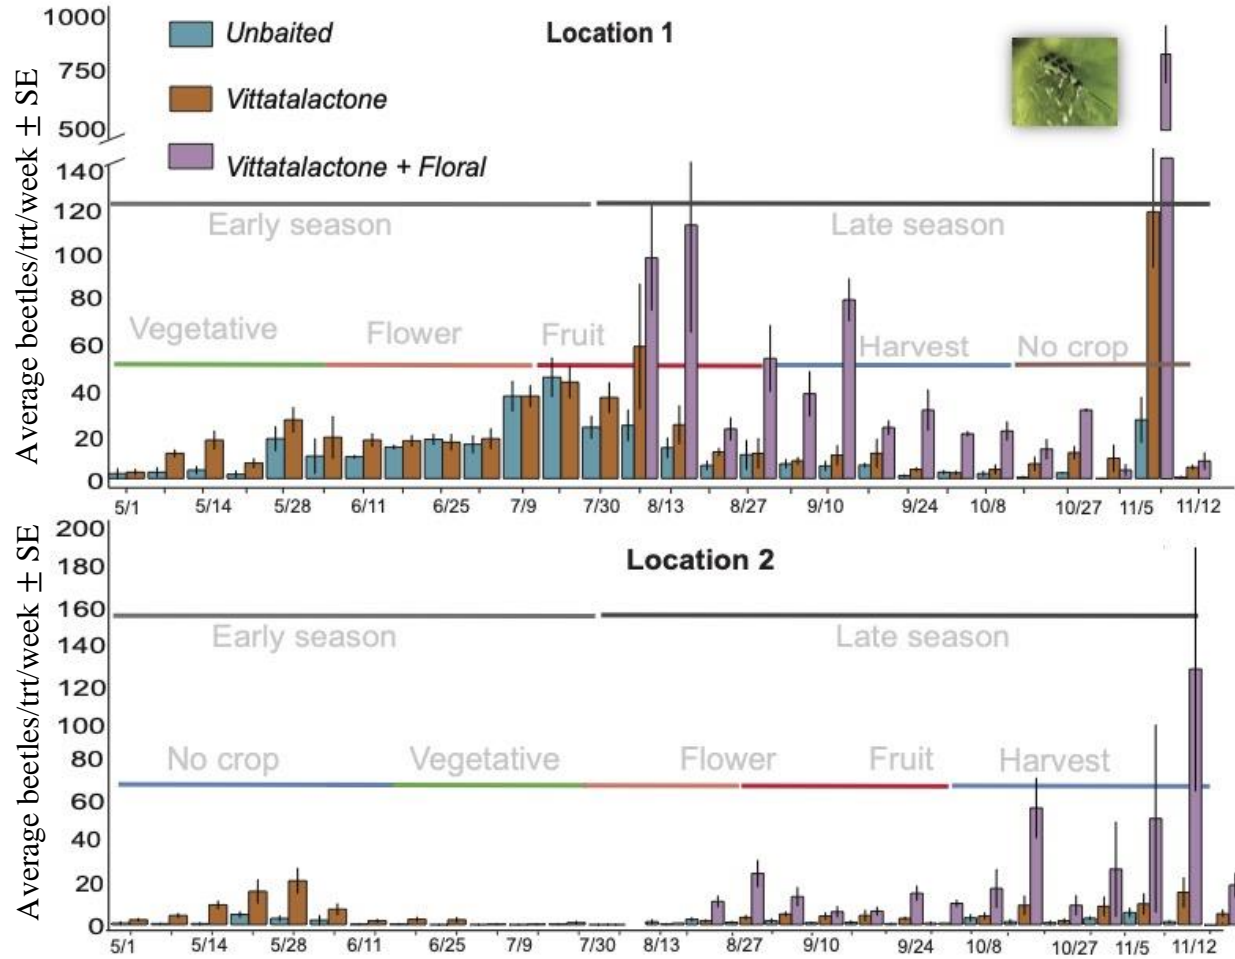 Location 1
Unbaited
Vittatalactone
Vittatalactone + Floral
Average beetles/trt/week ± SE
1000
750
500
140
120
100
80
60
40
20
0
Early season
Late season
Vegetative
Flower
Fruit
Harvest
No crop
5/1 5/14 5/28 6/11 6/25 7/9 7/30 8/13 8/27 9/10 9/24 10/8 10/27 11/5 11/12
Location 2
Average beetles/trt/week ± SE
200
180
160
140
120
100
80
60
40
20
0
Early season
Late season
No crop
Vegetative
Flower
Fruit
Harvest
5/1 5/14 5/28 6/11 6/25 7/9 7/30 8/13 8/27 9/10 9/24 10/8 10/27 11/5 11/12